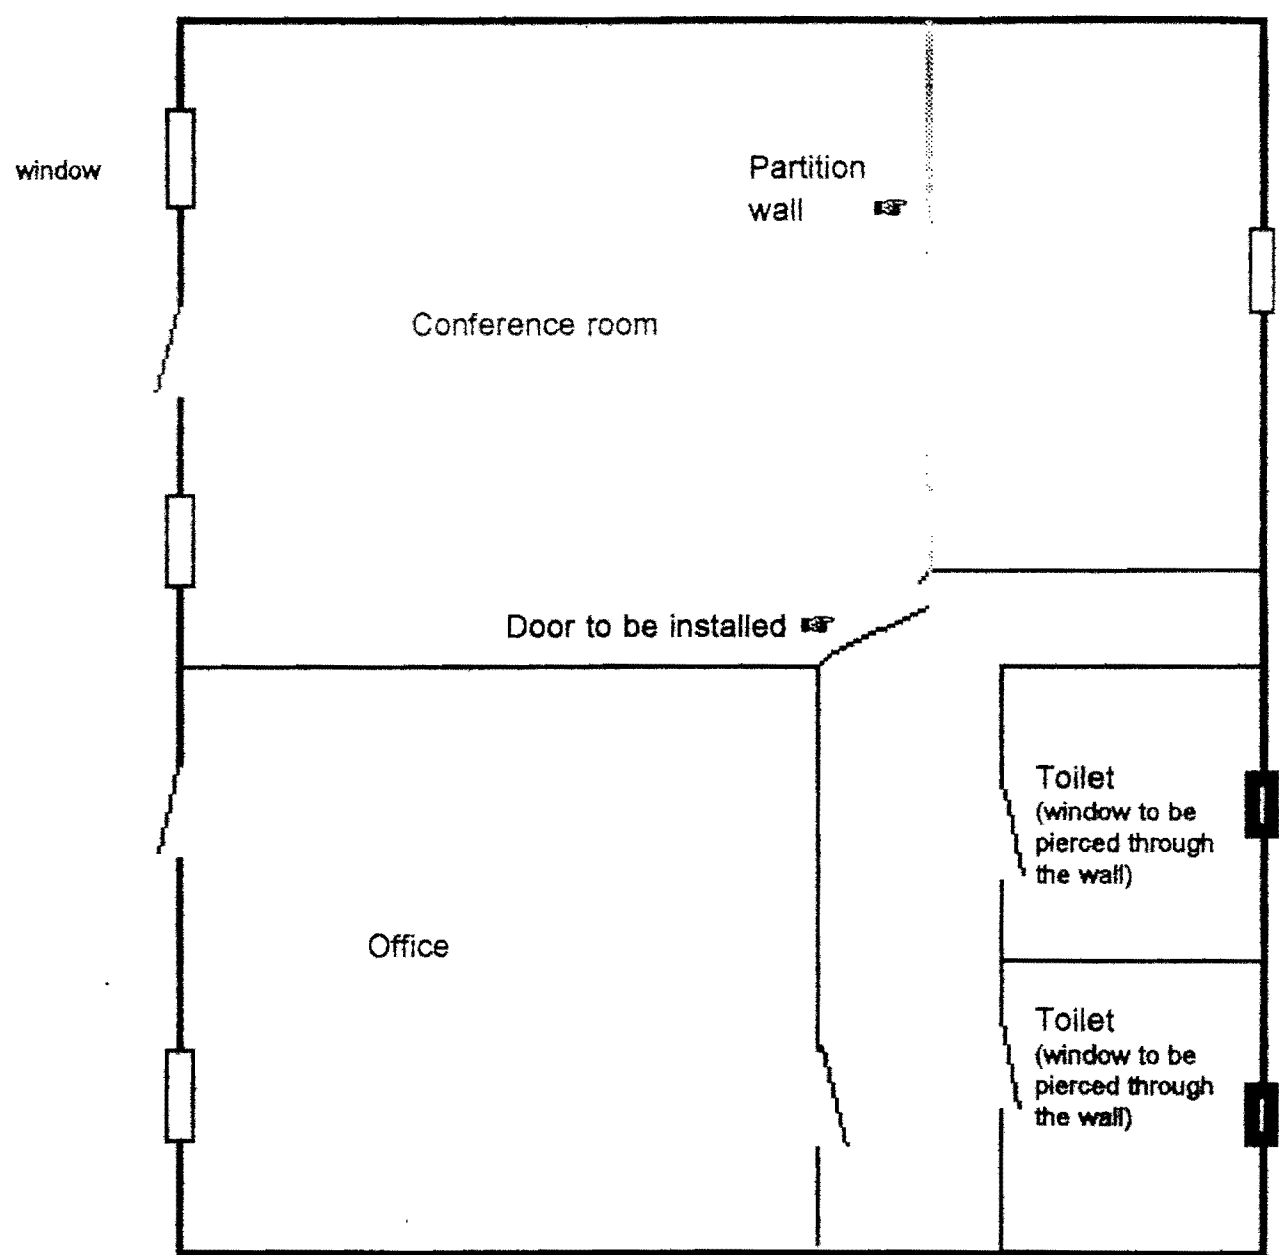 window
Partition
wall
Conference room
Door to be installed
Toilet
(window to be
pierced through
the wall)
Office
Toilet
(window to be
pierced through
the wall)